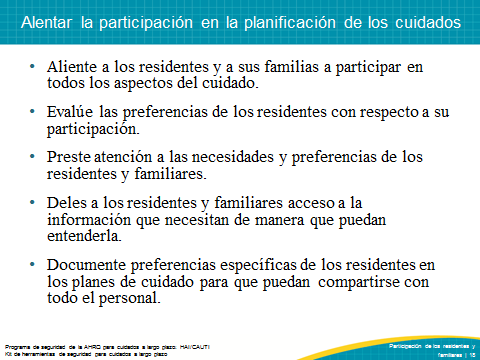 Alentar la participación en la planificación de los cuidados
• Aliente a los residentes y a sus familias a participar en
todos los aspectos del cuidado.
• Evalúe las preferencias de los residentes con respecto a su
participación.
• Preste atención a las necesidades y preferencias de los
residentes y familiares.
• Deles a los residentes y familiares acceso a la
información que necesitan de manera que puedan
entenderla.
• Documente preferencias específicas de los residentes en
los planes de cuidado para que puedan compartirse con
todo el personal.
Programa de seguridad de la AHRQ para cuidados a largo plazo: HAI/CAUTI
Kit de herramientas de seguridad para cuidados a largo plazo
Participación de los residentes y
familiares | 18